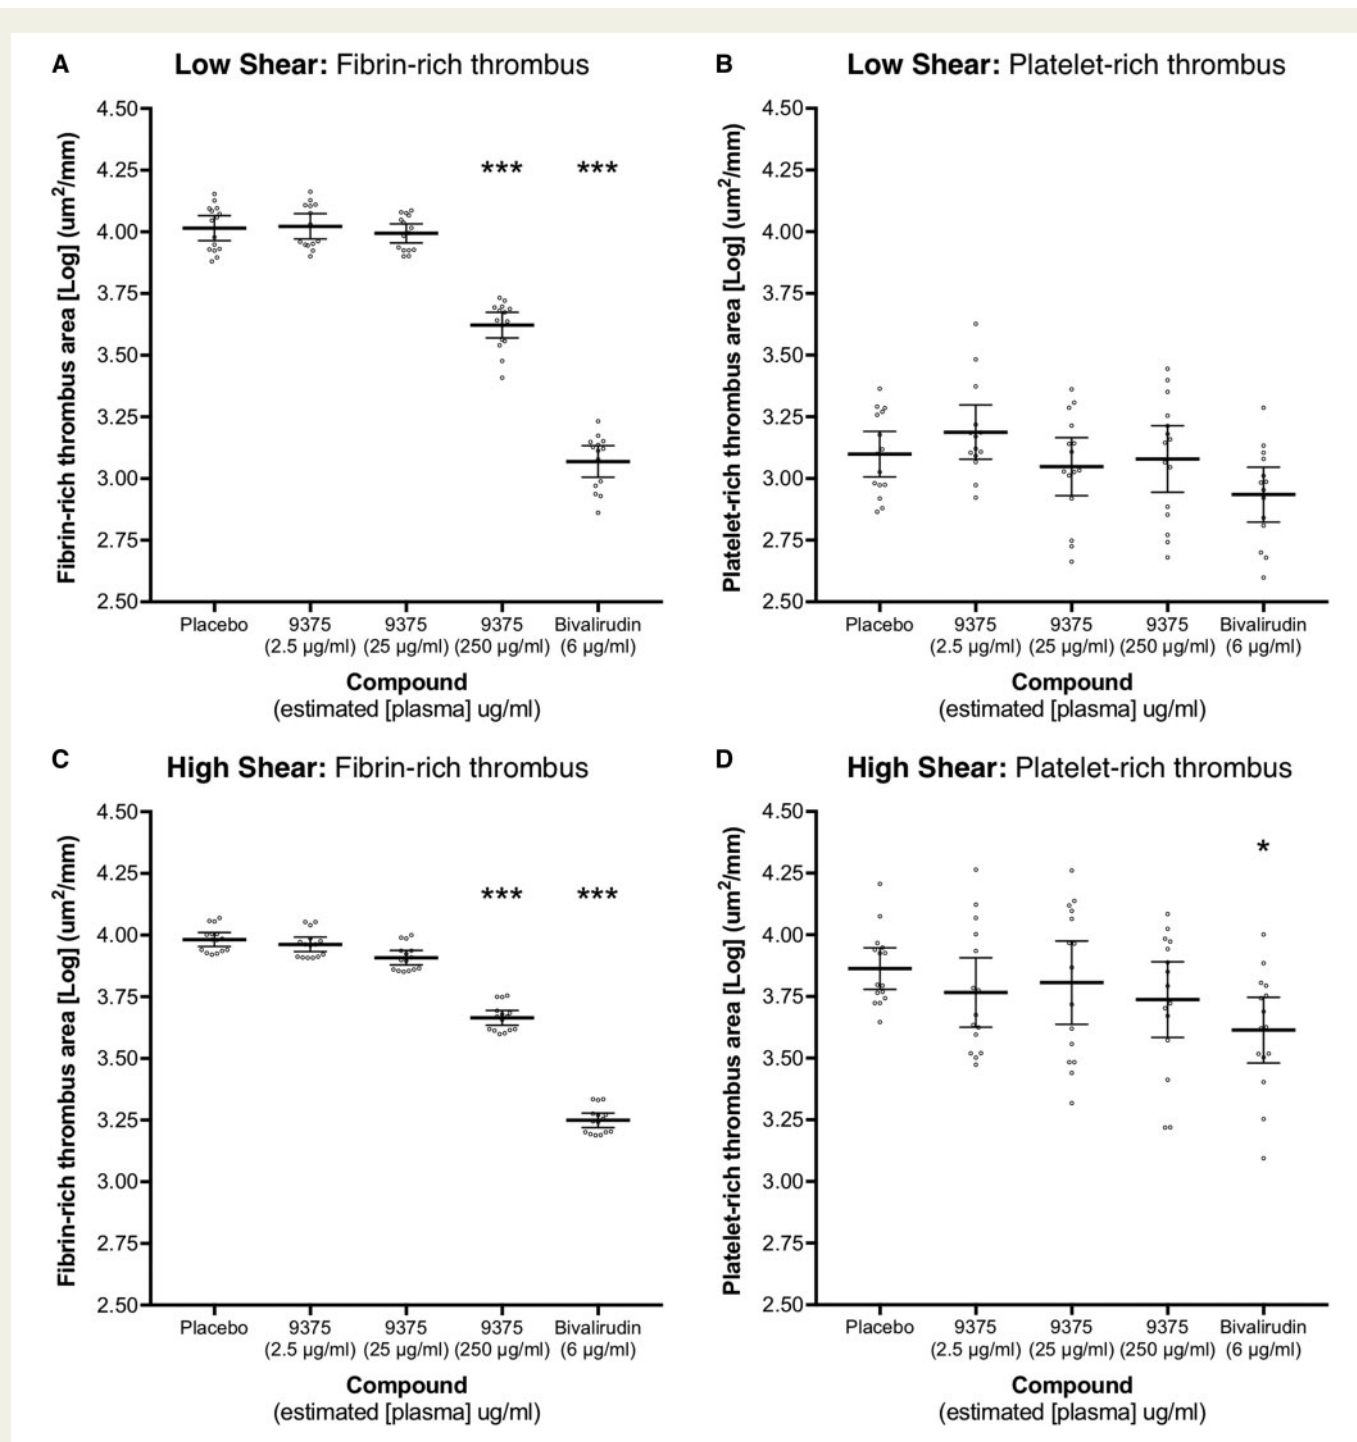 A Low Shear: Fibrin-rich thrombus
Fibrin-rich thrombus area [Log] (um²/mm)
4.50
4.25
4.00
3.75
3.50
3.25
3.00
2.75
2.50
*** ***
Placebo 9375 9375 9375 Bivalirudin
(2.5 µg/ml) (25 µg/ml) (250 µg/ml) (6 µg/ml)
Compound
(estimated [plasma] ug/ml)
B Low Shear: Platelet-rich thrombus
Platelet-rich thrombus area [Log] (um²/mm)
4.50
4.25
4.00
3.75
3.50
3.25
3.00
2.75
2.50
Placebo 9375 9375 9375 Bivalirudin
(2.5 µg/ml) (25 µg/ml) (250 µg/ml) (6 µg/ml)
Compound
(estimated [plasma] ug/ml)
C High Shear: Fibrin-rich thrombus
Fibrin-rich thrombus area [Log] (um²/mm)
4.50
4.25
4.00
3.75
3.50
3.25
3.00
2.75
2.50
*** ***
Placebo 9375 9375 9375 Bivalirudin
(2.5 µg/ml) (25 µg/ml) (250 µg/ml) (6 µg/ml)
Compound
(estimated [plasma] ug/ml)
D High Shear: Platelet-rich thrombus
Platelet-rich thrombus area [Log] (um²/mm)
4.50
4.25
4.00
3.75
3.50
3.25
3.00
2.75
2.50
*
Placebo 9375 9375 9375 Bivalirudin
(2.5 µg/ml) (25 µg/ml) (250 µg/ml) (6 µg/ml)
Compound
(estimated [plasma] ug/ml)